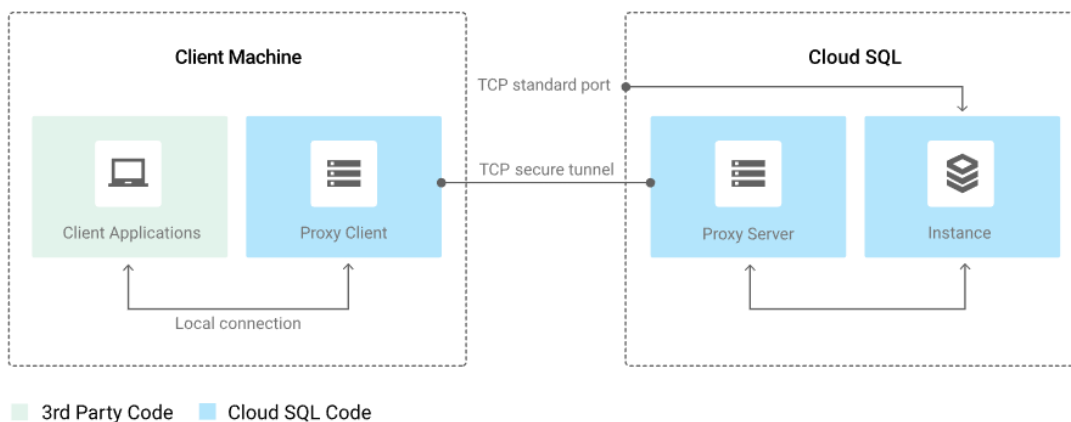 Client Machine
Cloud SQL
TCP standard port
TCP secure tunnel
Client Applications
Proxy Client
Proxy Server
Instance
Local connection
3rd Party Code
Cloud SQL Code